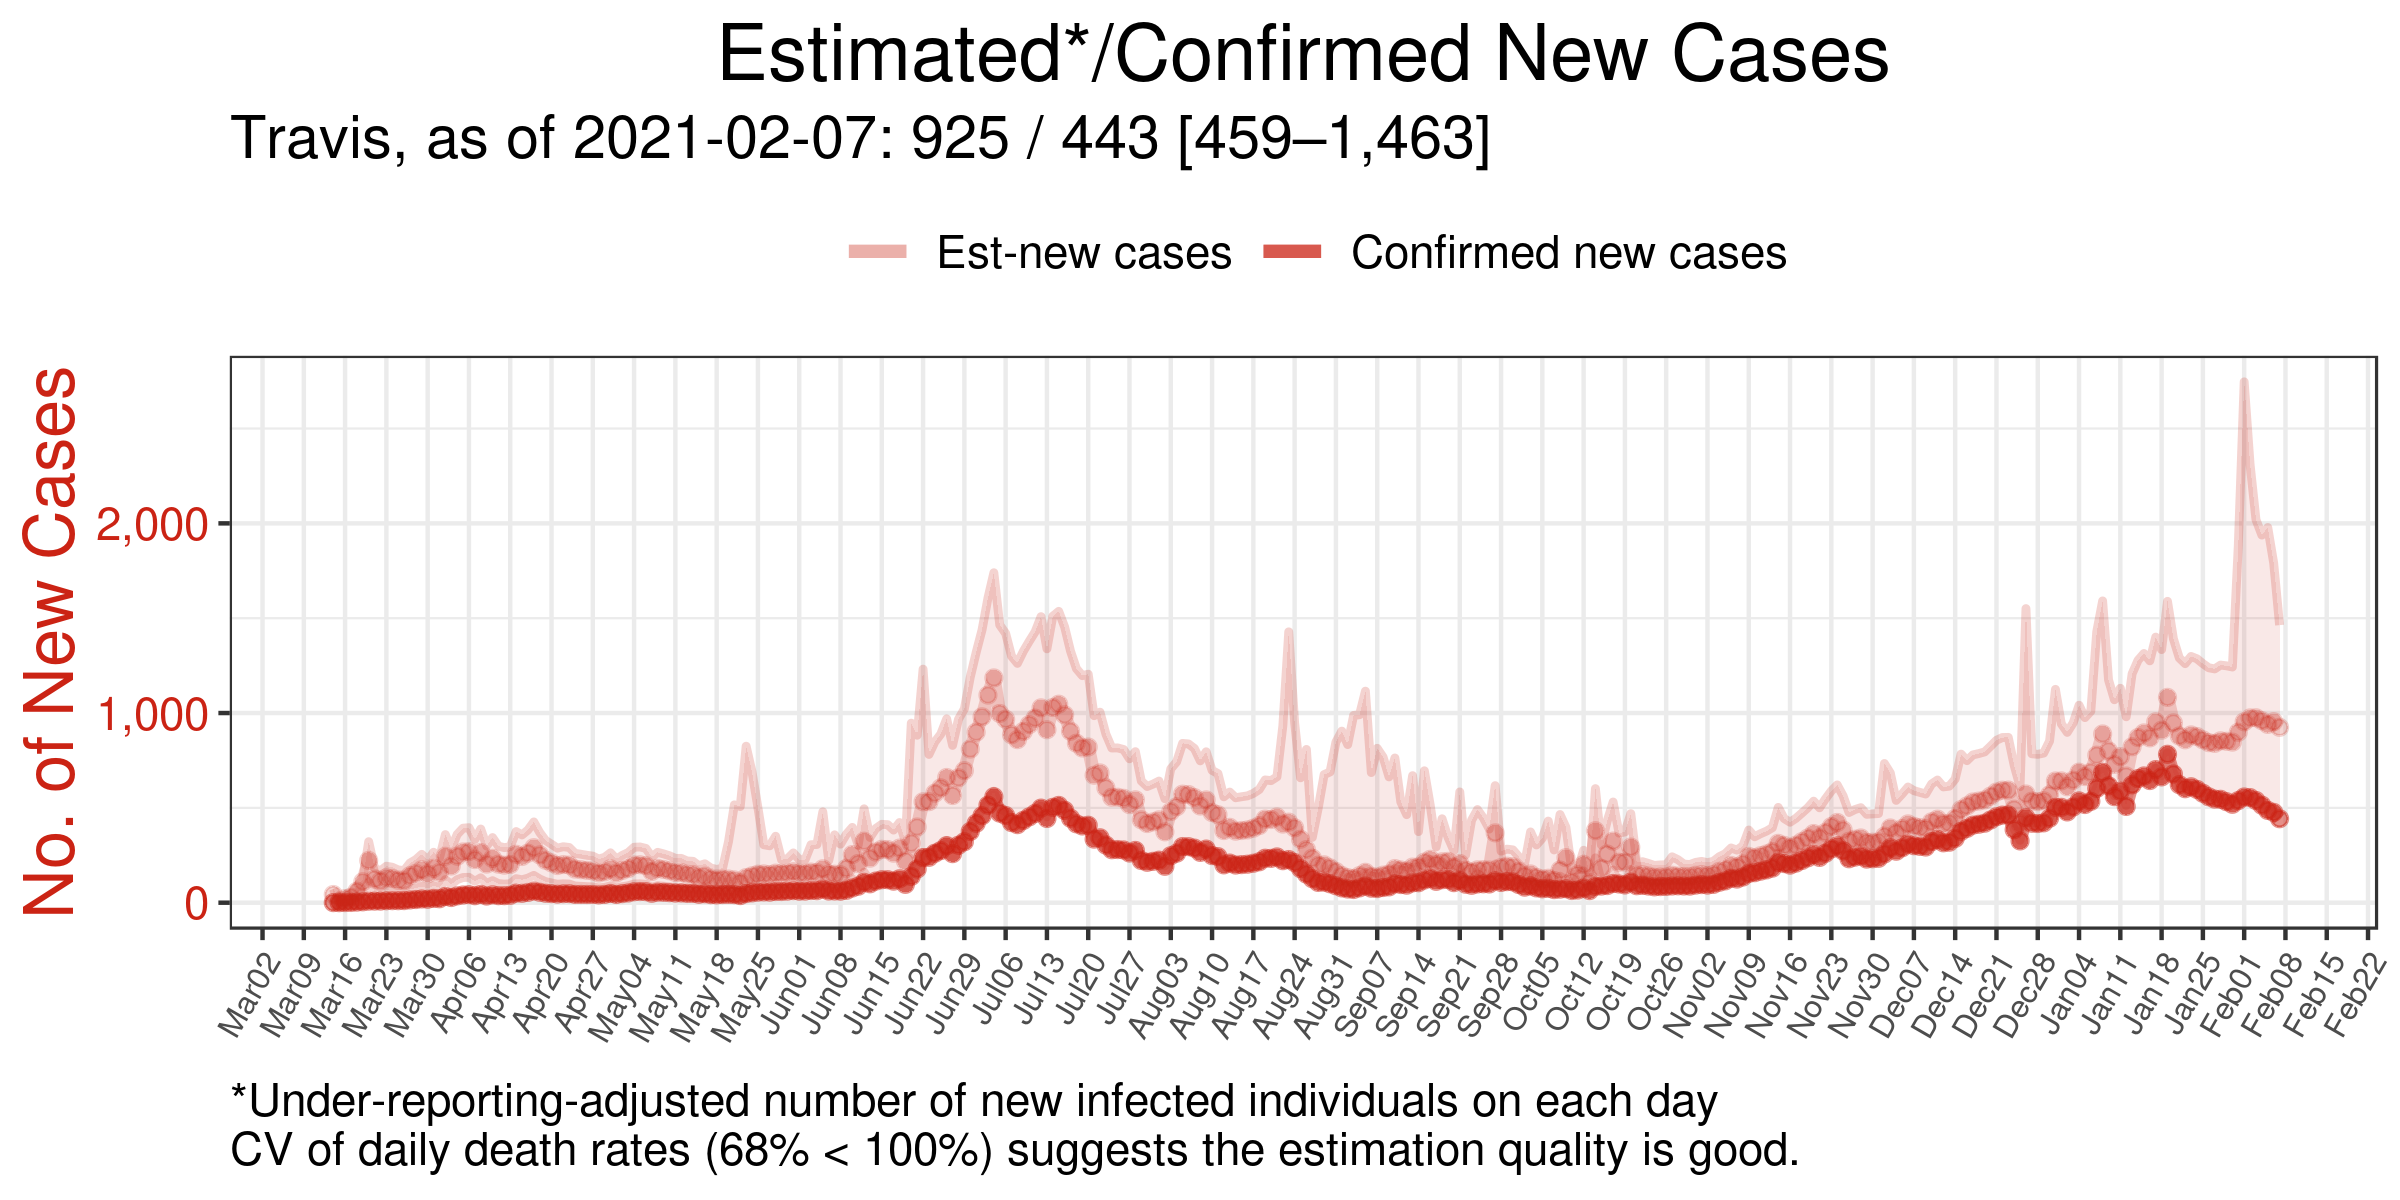 Estimated*/Confirmed New Cases
Travis, as of 2021-02-07: 925 / 443 [459–1,463]
Est-new cases Confirmed new cases
No. of New Cases
2,000
1,000
0
Mar02 Mar09 Mar16 Mar23 Mar30 Apr06 Apr13 Apr20 Apr27 May04 May11 May18 May25 Jun01 Jun08 Jun15 Jun22 Jun29 Jul06 Jul13 Jul20 Jul27 Aug03 Aug10 Aug17 Aug24 Aug31 Sep07 Sep14 Sep21 Sep28 Oct05 Oct12 Oct19 Oct26 Nov02 Nov09 Nov16 Nov23 Nov30 Dec07 Dec14 Dec21 Dec28 Jan04 Jan11 Jan18 Jan25 Feb01 Feb08 Feb15 Feb22
*Under-reporting-adjusted number of new infected individuals on each day
CV of daily death rates (68% < 100%) suggests the estimation quality is good.